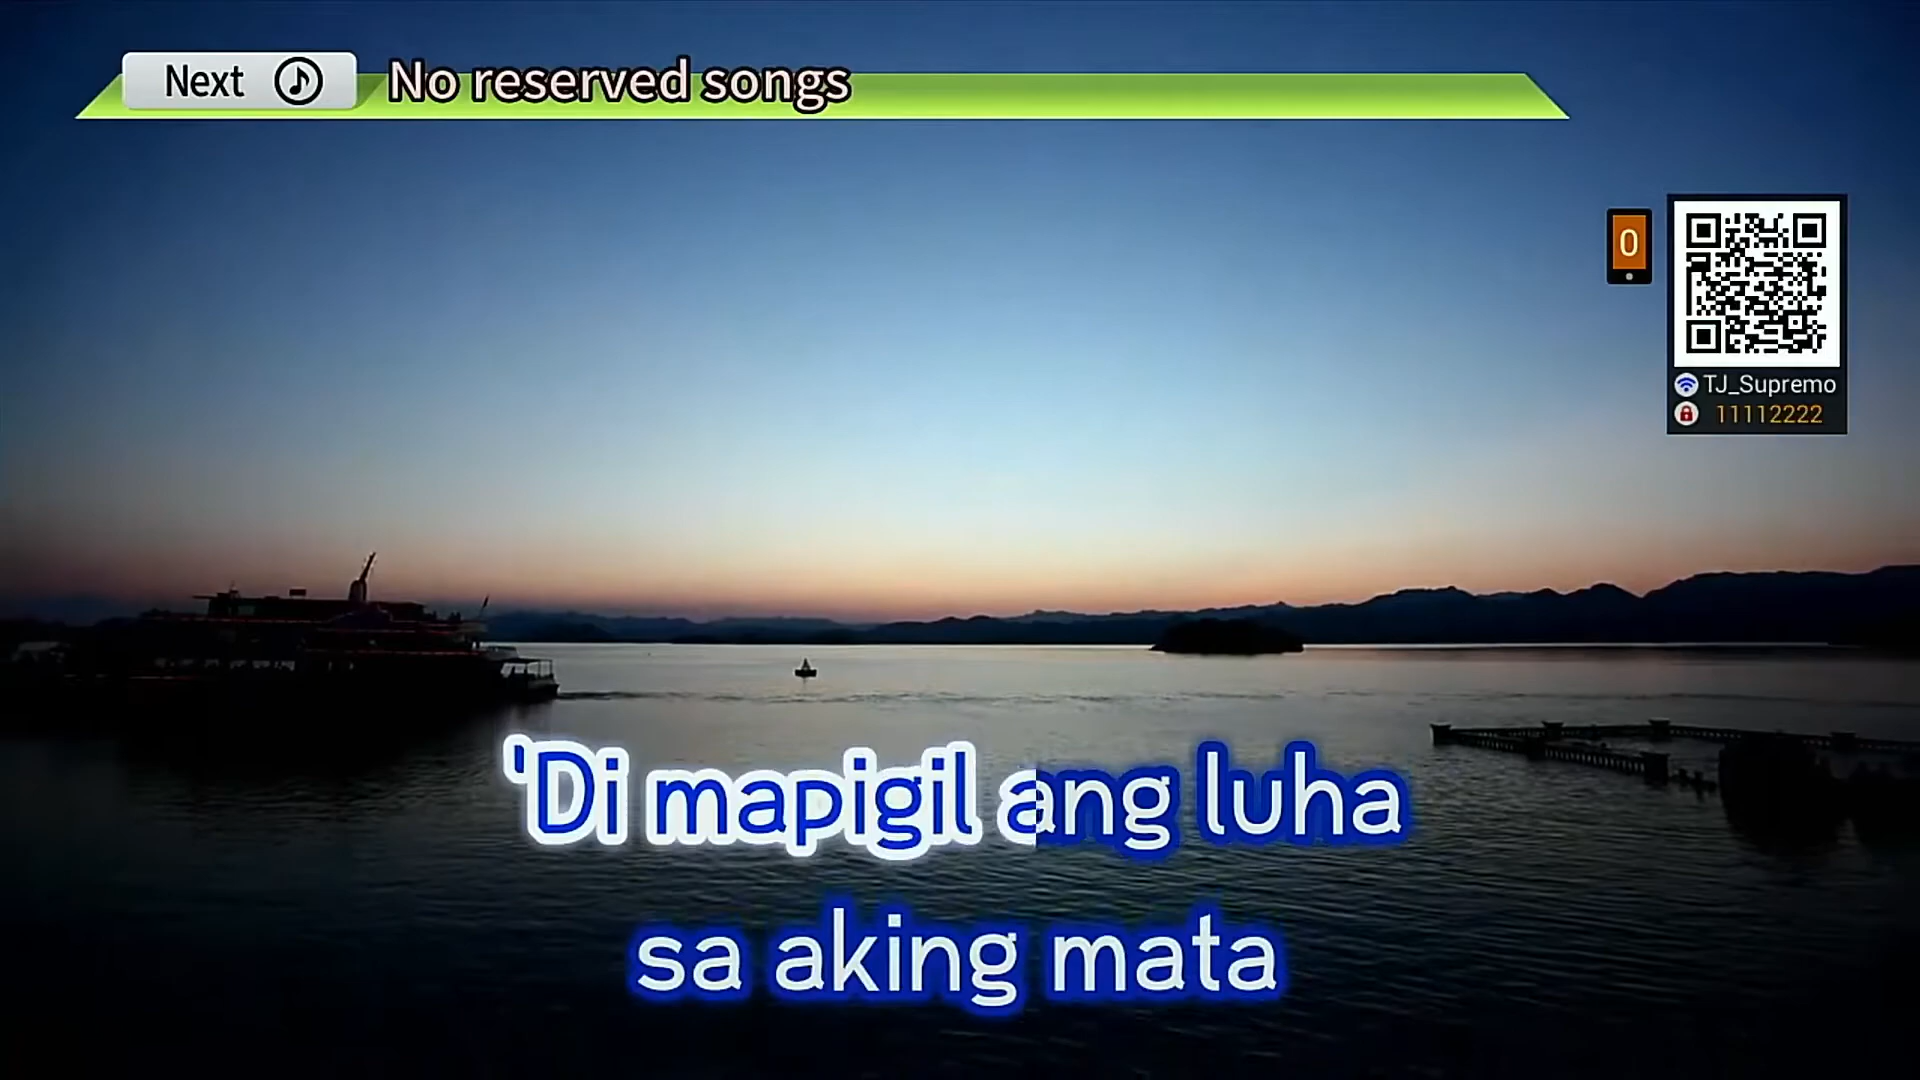 Next
No reserved songs
0
TJ_Supremo
11112222
'Di mapigil ang luha
sa aking mata